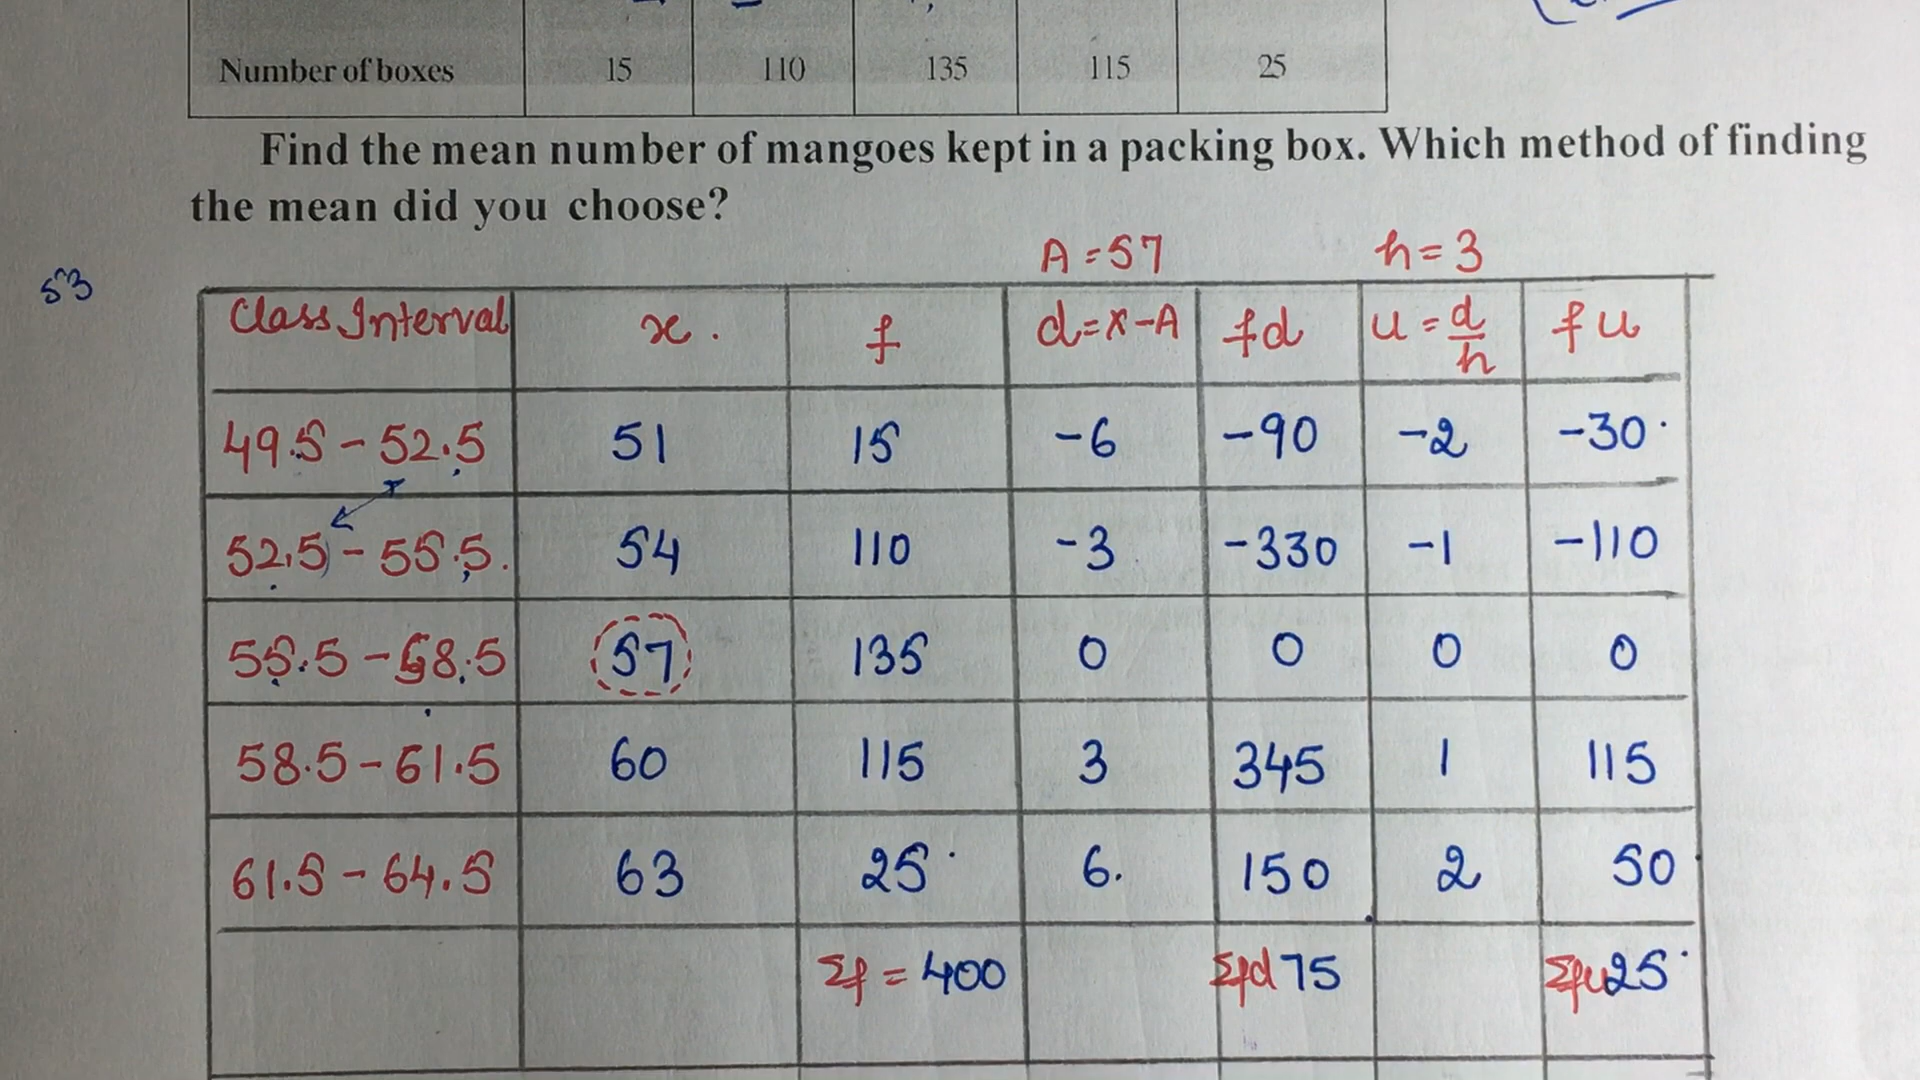 Number of boxes 15 110 135 115 25
Find the mean number of mangoes kept in a packing box. Which method of finding
the mean did you choose?
A = 57 h = 3
53
Class Interval x . f d = x - A fd u = d/h fu
49.5 - 52.5 51 15 -6 -90 -2 -30
52.5 - 55.5. 54 110 -3 -330 -1 -110
55.5 - 58.5 57 135 0 0 0 0
58.5 - 61.5 60 115 3 345 1 115
61.5 - 64.5 63 25 6. 150 2 50
Σf = 400 Σfd 75 Σfu 25